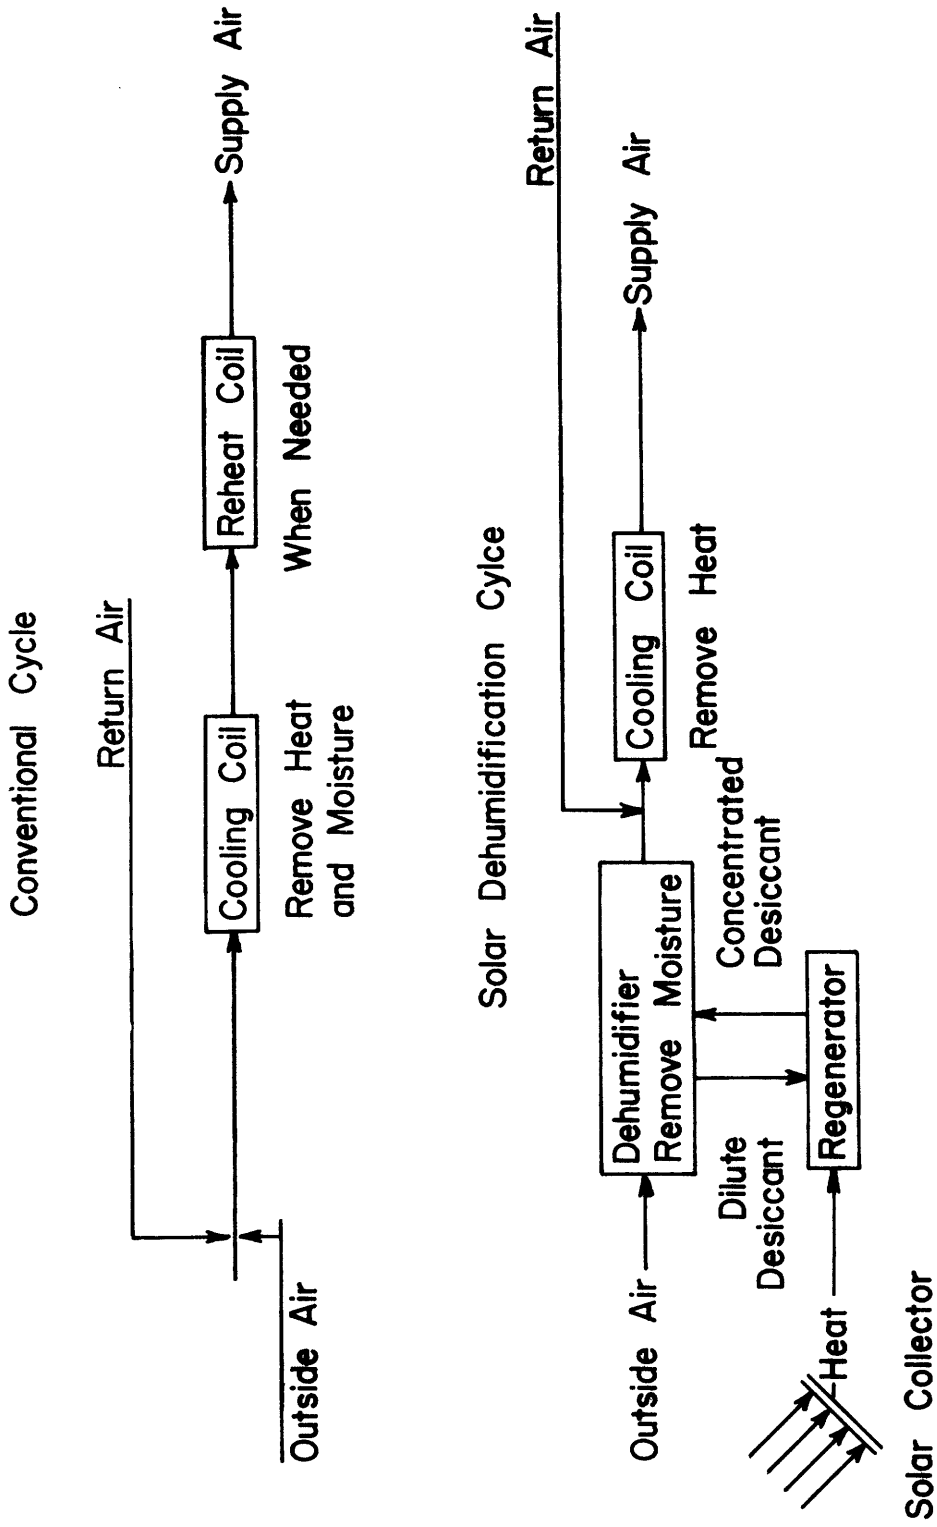 Conventional Cycle
Return Air
Outside Air
Cooling Coil
Remove Heat
and Moisture
Reheat Coil
When Needed
Supply Air
Solar Dehumidification Cylce
Return Air
Outside Air
Dehumidifier
Remove Moisture
Cooling Coil
Remove Heat
Supply Air
Dilute
Desiccant
Concentrated
Desiccant
Heat
Regenerator
Solar Collector